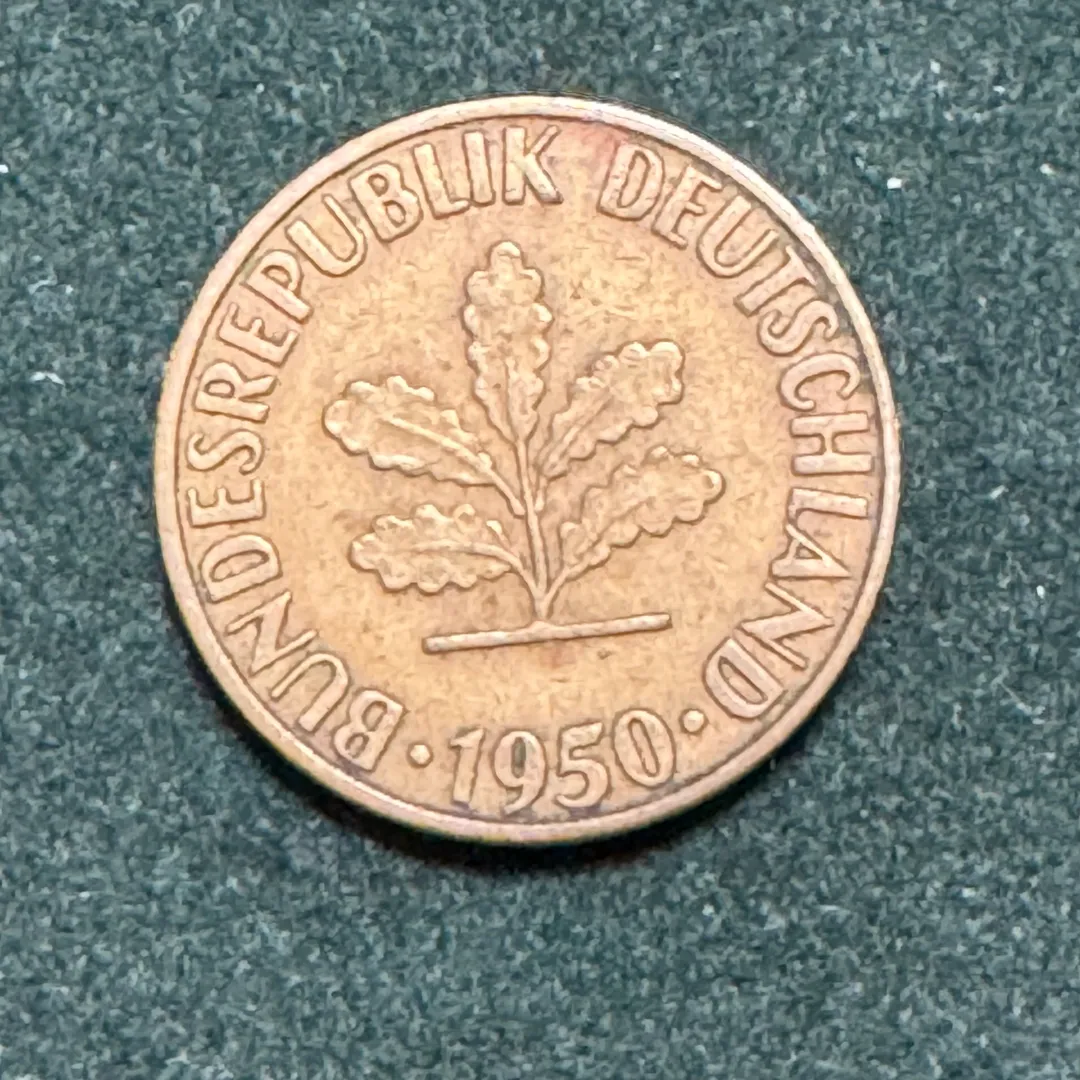 BUNDESREPUBLIK DEUTSCHLAND
· 1950 ·